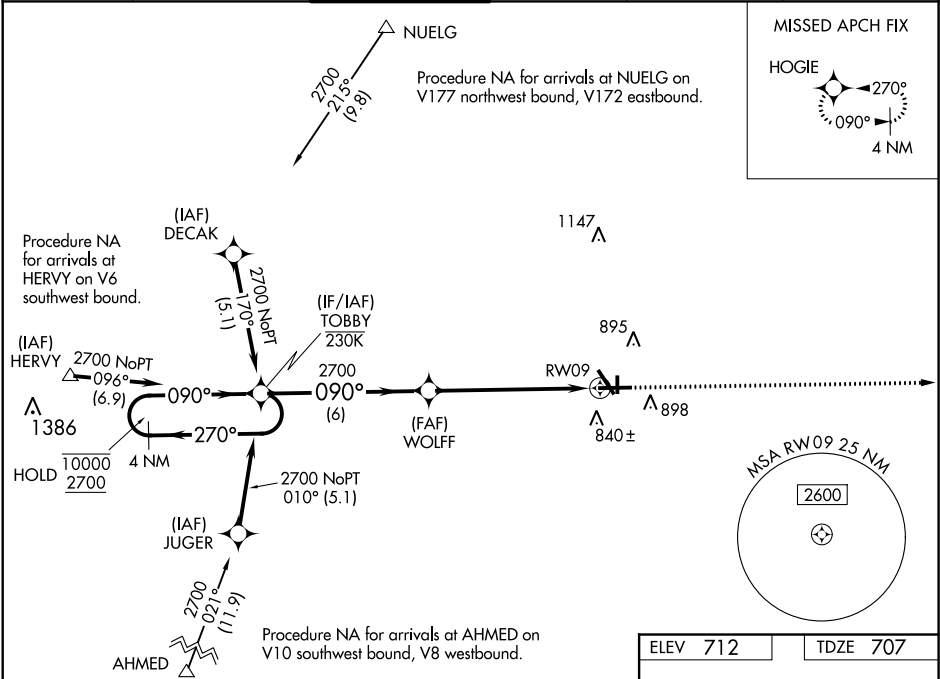 NUELG
2700
215°
(9.8)
Procedure NA for arrivals at NUELG on
V177 northwest bound, V172 eastbound.
MISSED APCH FIX
HOGIE
270°
090°
4 NM
(IAF)
DECAK
2700 NoPT
170°
(5.1)
1147
Procedure NA
for arrivals at
HERVY on V6
southwest bound.
(IF/IAF)
TOBBY
230K
895
(IAF)
HERVY
2700 NoPT
096°
(6.9)
090°
2700
090°
(6)
RW09
1386
270°
(FAF)
WOLFF
898
840 ±
HOLD
10000
2700
4 NM
2700 NoPT
010° (5.1)
MSA RW 09 25 NM
2600
(IAF)
JUGER
2700
021°
(11.9)
AHMED
Procedure NA for arrivals at AHMED on
V10 southwest bound, V8 westbound.
ELEV 712
TDZE 707